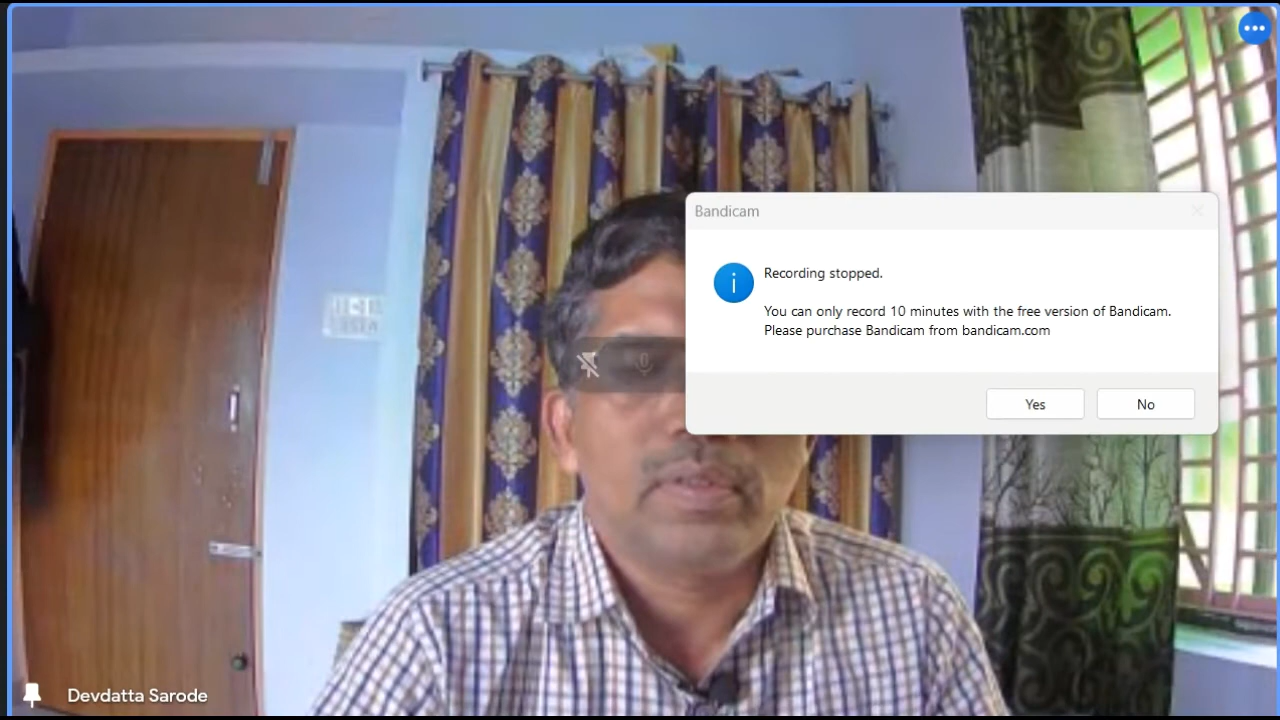 Bandicam
Recording stopped.
You can only record 10 minutes with the free version of Bandicam.
Please purchase Bandicam from bandicam.com
Yes
No
Devdatta Sarode